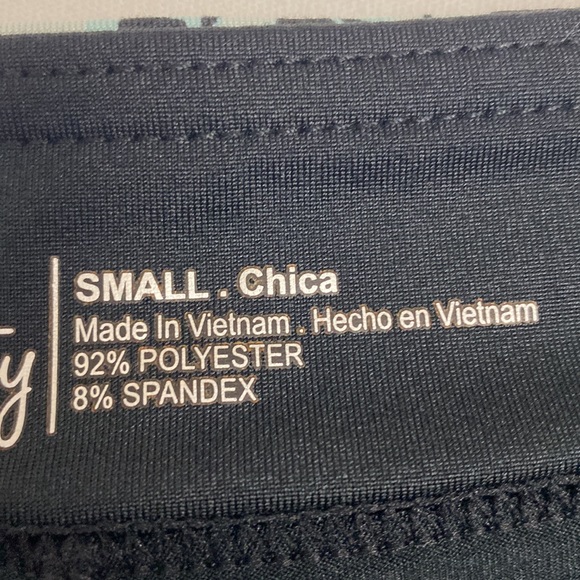 SMALL . Chica
Made In Vietnam . Hecho en Vietnam
92% POLYESTER
8% SPANDEX